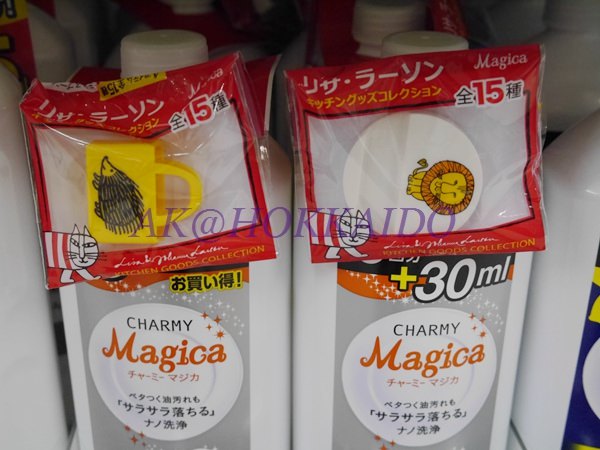 リサ・ラーソン
全15種
Magica
KITCHEN GOODS COLLECTION
お買い得!
CHARMY
Magica
チャーミー マジカ
ベタつく油汚れも
「サラサラ落ちる」
ナノ洗浄
Magica
リサ・ラーソン
キッチングッズコレクション
全15種
Lisa Larson
KITCHEN GOODS COLLECTION
+30ml
CHARMY
Magica
チャーミー マジカ
ベタつく油汚れも
「サラサラ落ちる」
ナノ洗浄
AK@HOKKAIDO